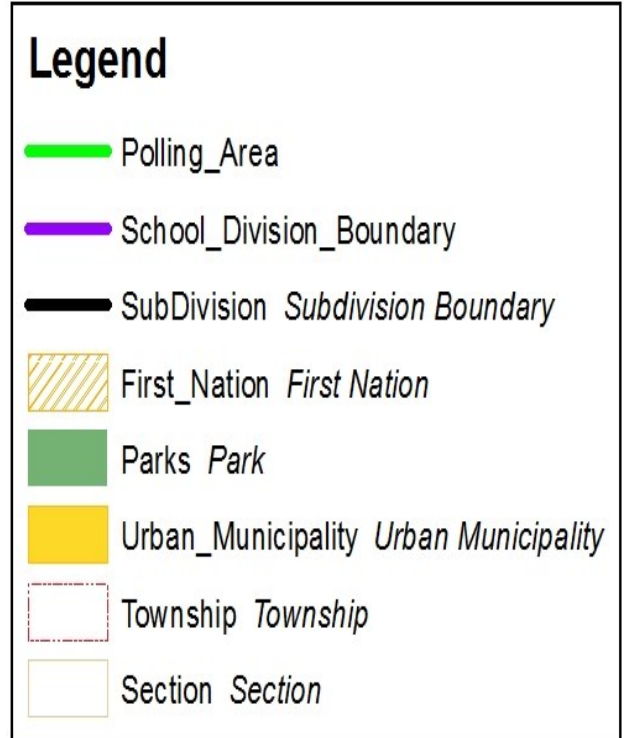 Legend
Polling_Area
School_Division_Boundary
SubDivision Subdivision Boundary
First_Nation First Nation
Parks Park
Urban_Municipality Urban Municipality
Township Township
Section Section